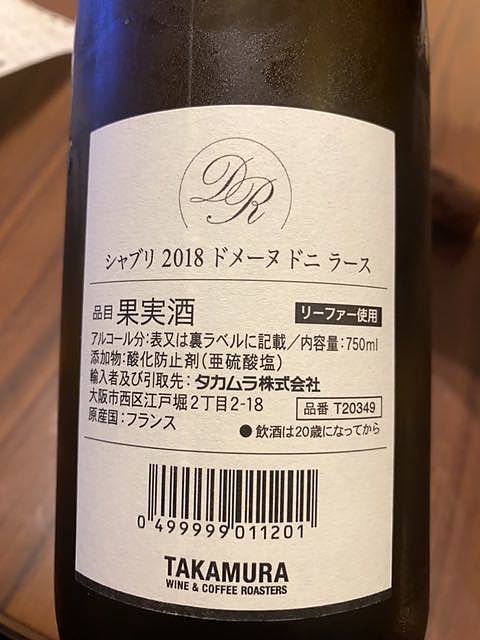 DR
シャブリ 2018 ドメーヌ ドニ ラース
品目 果実酒 リーファー使用
アルコール分:表又は裏ラベルに記載/内容量:750ml
添加物:酸化防止剤(亜硫酸塩)
輸入者及び引取先:タカムラ株式会社
大阪市西区江戸堀2丁目2-18
品番 T20349
原産国:フランス
●飲酒は20歳になってから
0 499999 011201
TAKAMURA
WINE & COFFEE ROASTERS